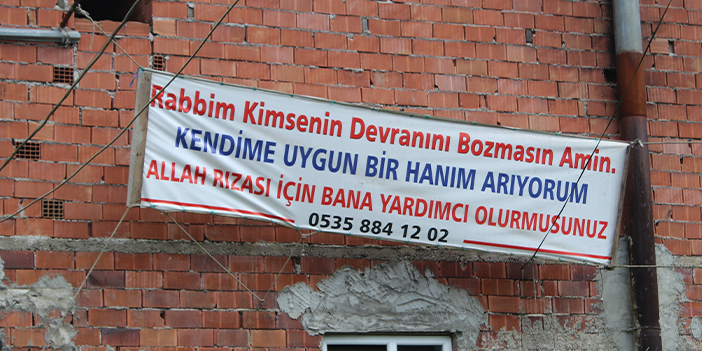 Rabbim Kimsenin Devranını Bozmasın Amin.
KENDİME UYGUN BİR HANIM ARIYORUM
ALLAH RIZASI İÇİN BANA YARDIMCI OLURMUSUNUZ
0535 884 12 02